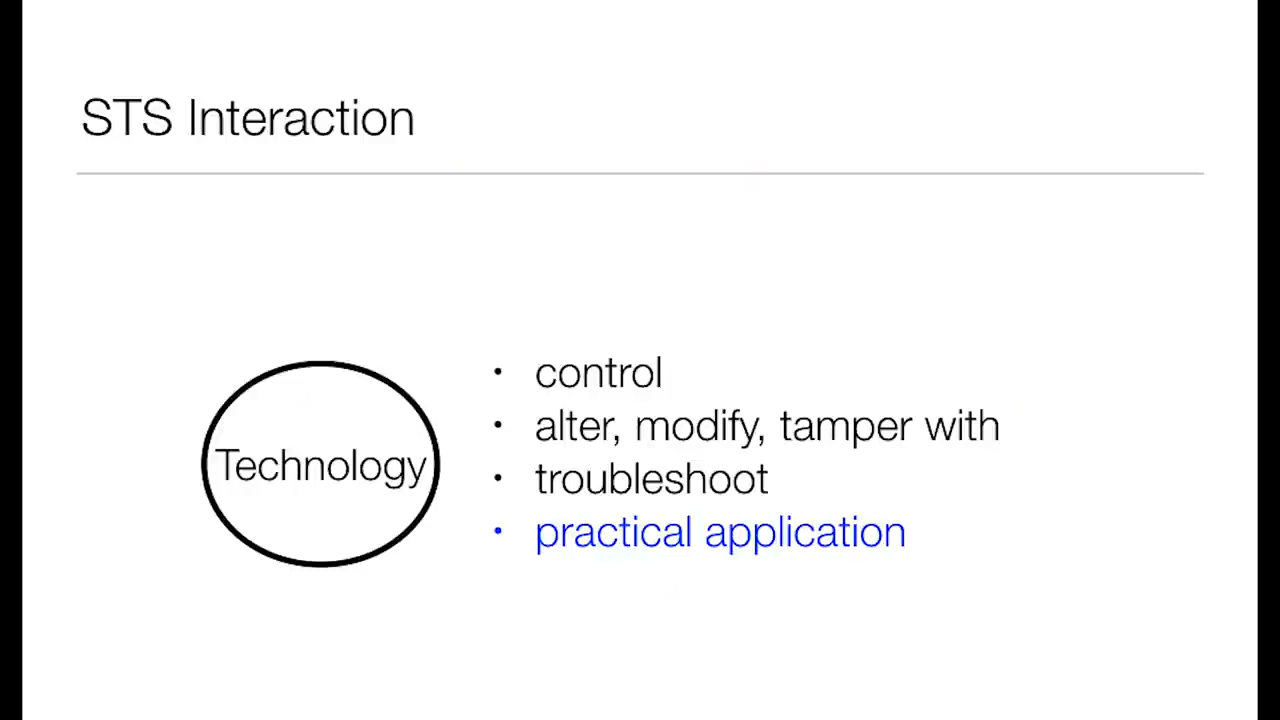 STS Interaction
Technology
• control
• alter, modify, tamper with
• troubleshoot
• practical application